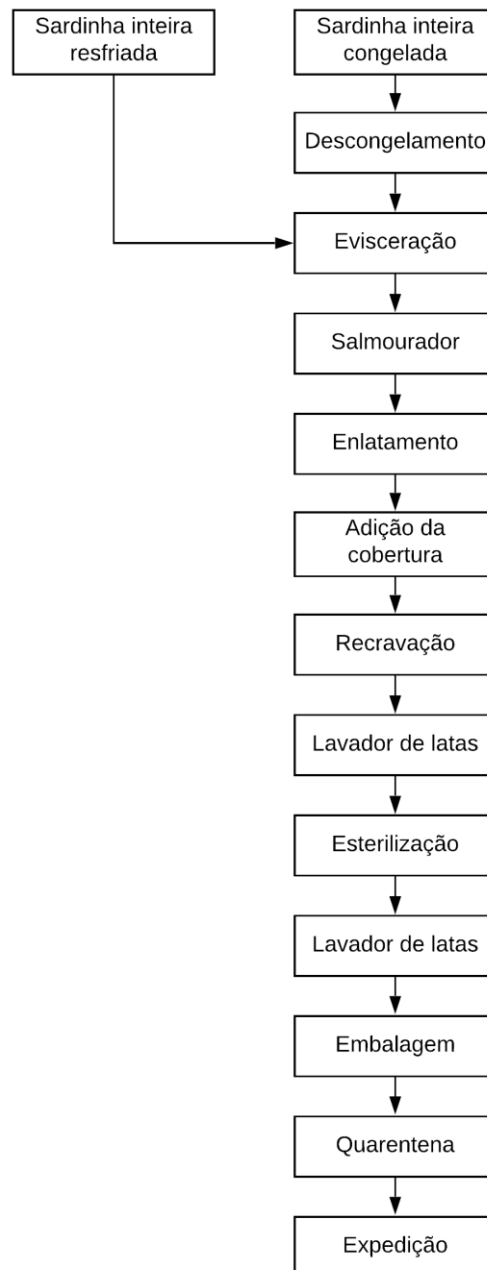 Sardinha inteira
resfriada
Sardinha inteira
congelada
Descongelamento
Evisceração
Salmourador
Enlatamento
Adição da
cobertura
Recravação
Lavador de latas
Esterilização
Lavador de latas
Embalagem
Quarentena
Expedição